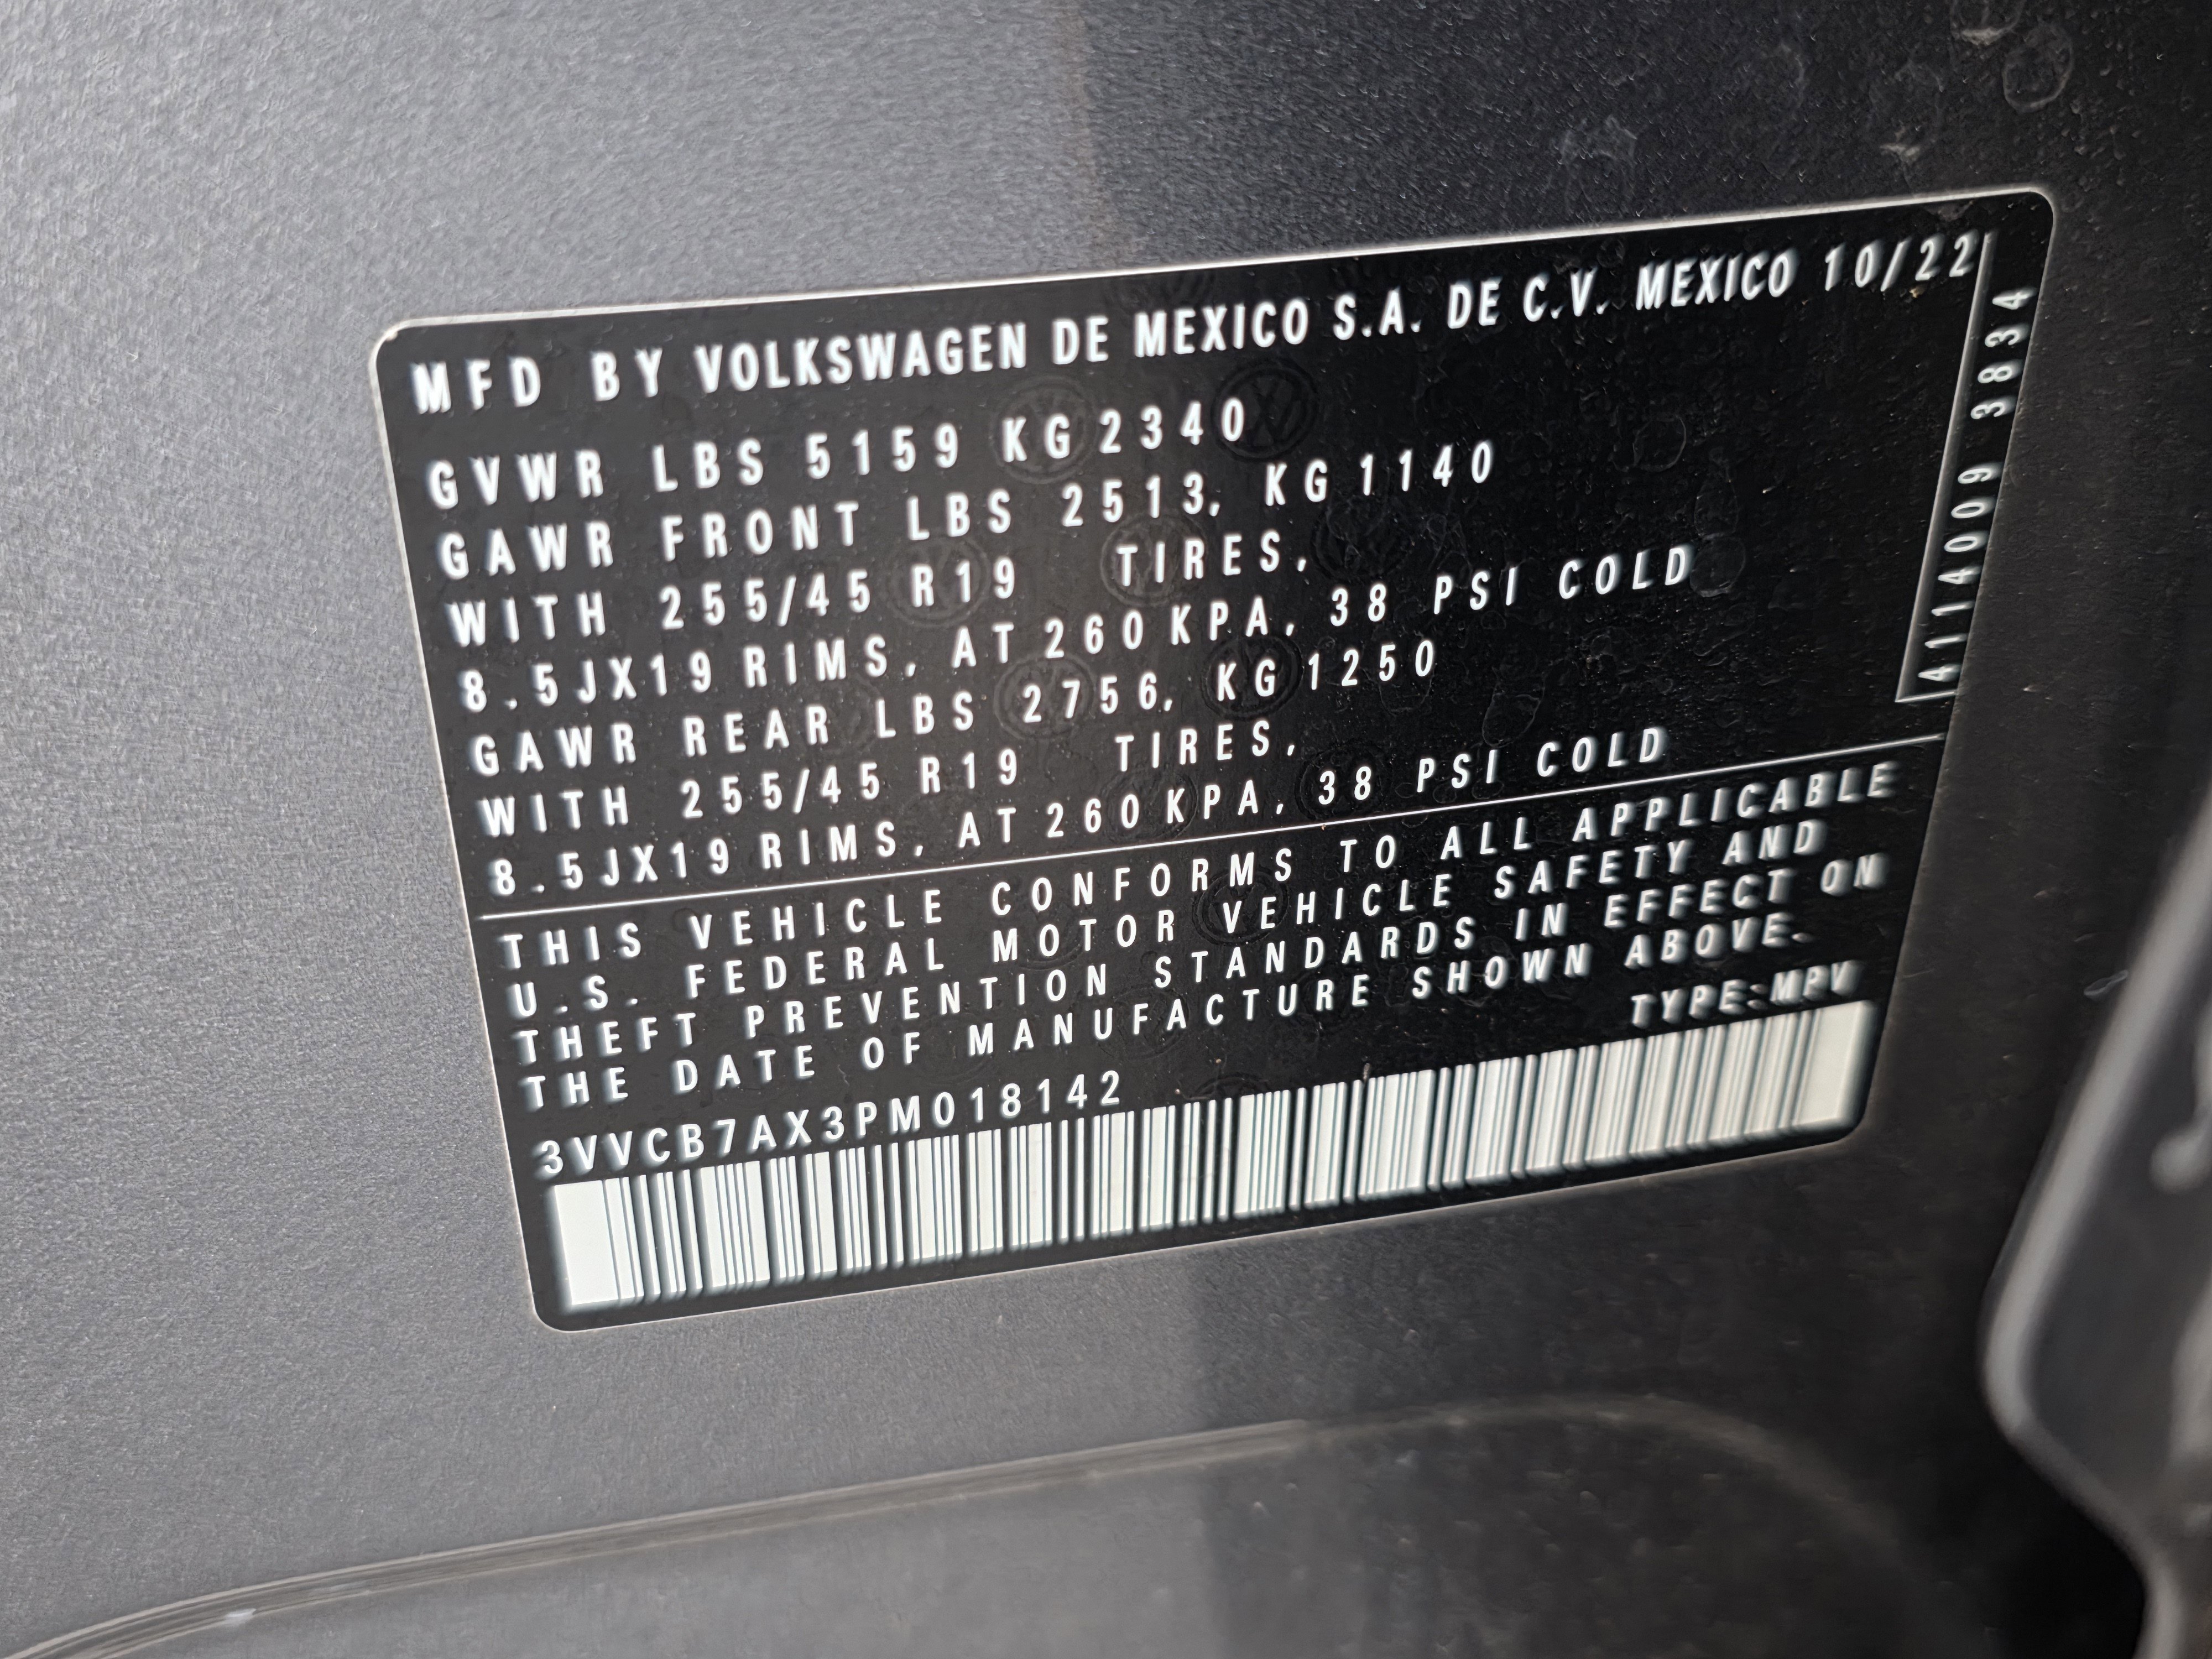 MFD BY VOLKSWAGEN DE MEXICO S.A. DE C.V. MEXICO 10/22
GVWR LBS 5159 KG 2340
GAWR FRONT LBS 2513, KG 1140
WITH 255/45 R19 TIRES,
8.5JX19 RIMS, AT 260 KPA, 38 PSI COLD
GAWR REAR LBS 2756, KG 1250
WITH 255/45 R19 TIRES,
8.5JX19 RIMS, AT 260 KPA, 38 PSI COLD
4114009 3834
THIS VEHICLE CONFORMS TO ALL APPLICABLE
U.S. FEDERAL MOTOR VEHICLE SAFETY AND
THEFT PREVENTION STANDARDS IN EFFECT ON
THE DATE OF MANUFACTURE SHOWN ABOVE.
TYPE:MPV
3VVCB7AX3PM018142